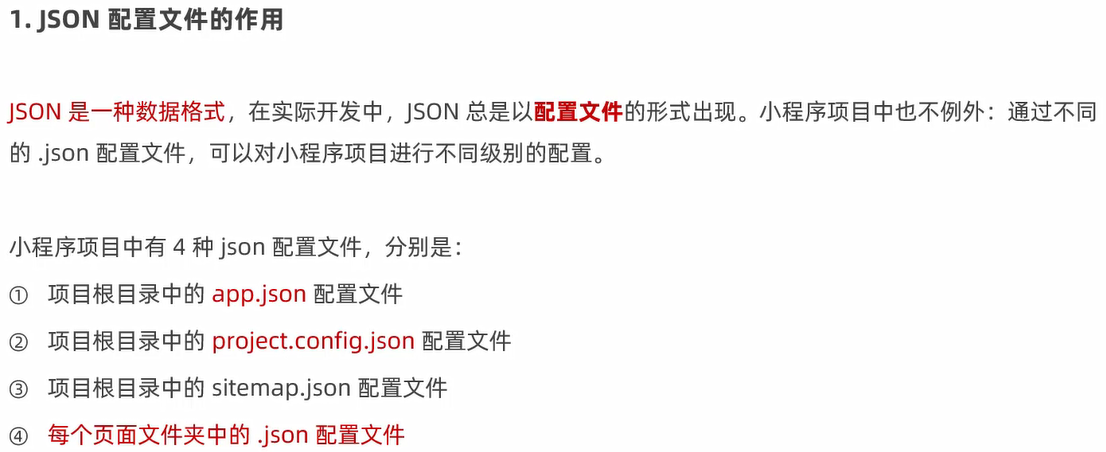 1. JSON 配置文件的作用
JSON 是一种数据格式，在实际开发中，JSON 总是以配置文件的形式出现。小程序项目中也不例外：通过不同
的 .json 配置文件，可以对小程序项目进行不同级别的配置。
小程序项目中有 4 种 json 配置文件，分别是：
① 项目根目录中的 app.json 配置文件
② 项目根目录中的 project.config.json 配置文件
③ 项目根目录中的 sitemap.json 配置文件
④ 每个页面文件夹中的 .json 配置文件